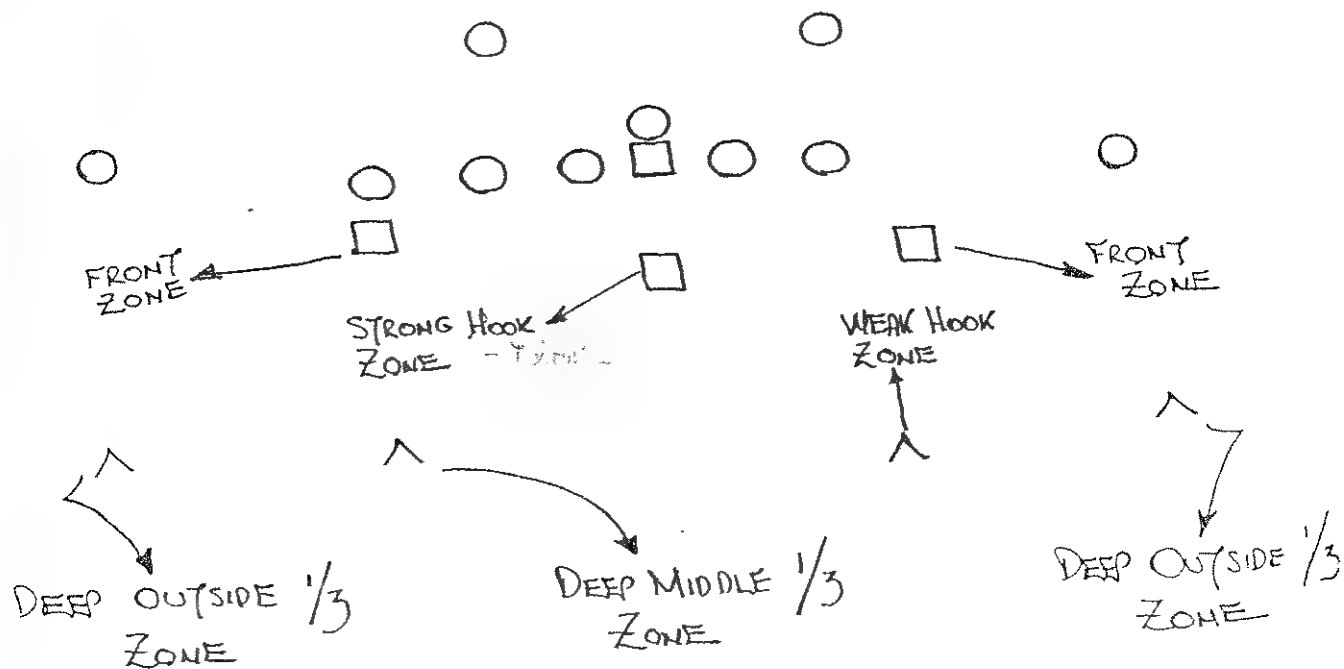 FRONT
ZONE
STRONG HOOK
ZONE
WEAK HOOK
ZONE
FRONT
ZONE
DEEP OUTSIDE 1/3
ZONE
DEEP MIDDLE 1/3
ZONE
DEEP OUTSIDE 1/3
ZONE